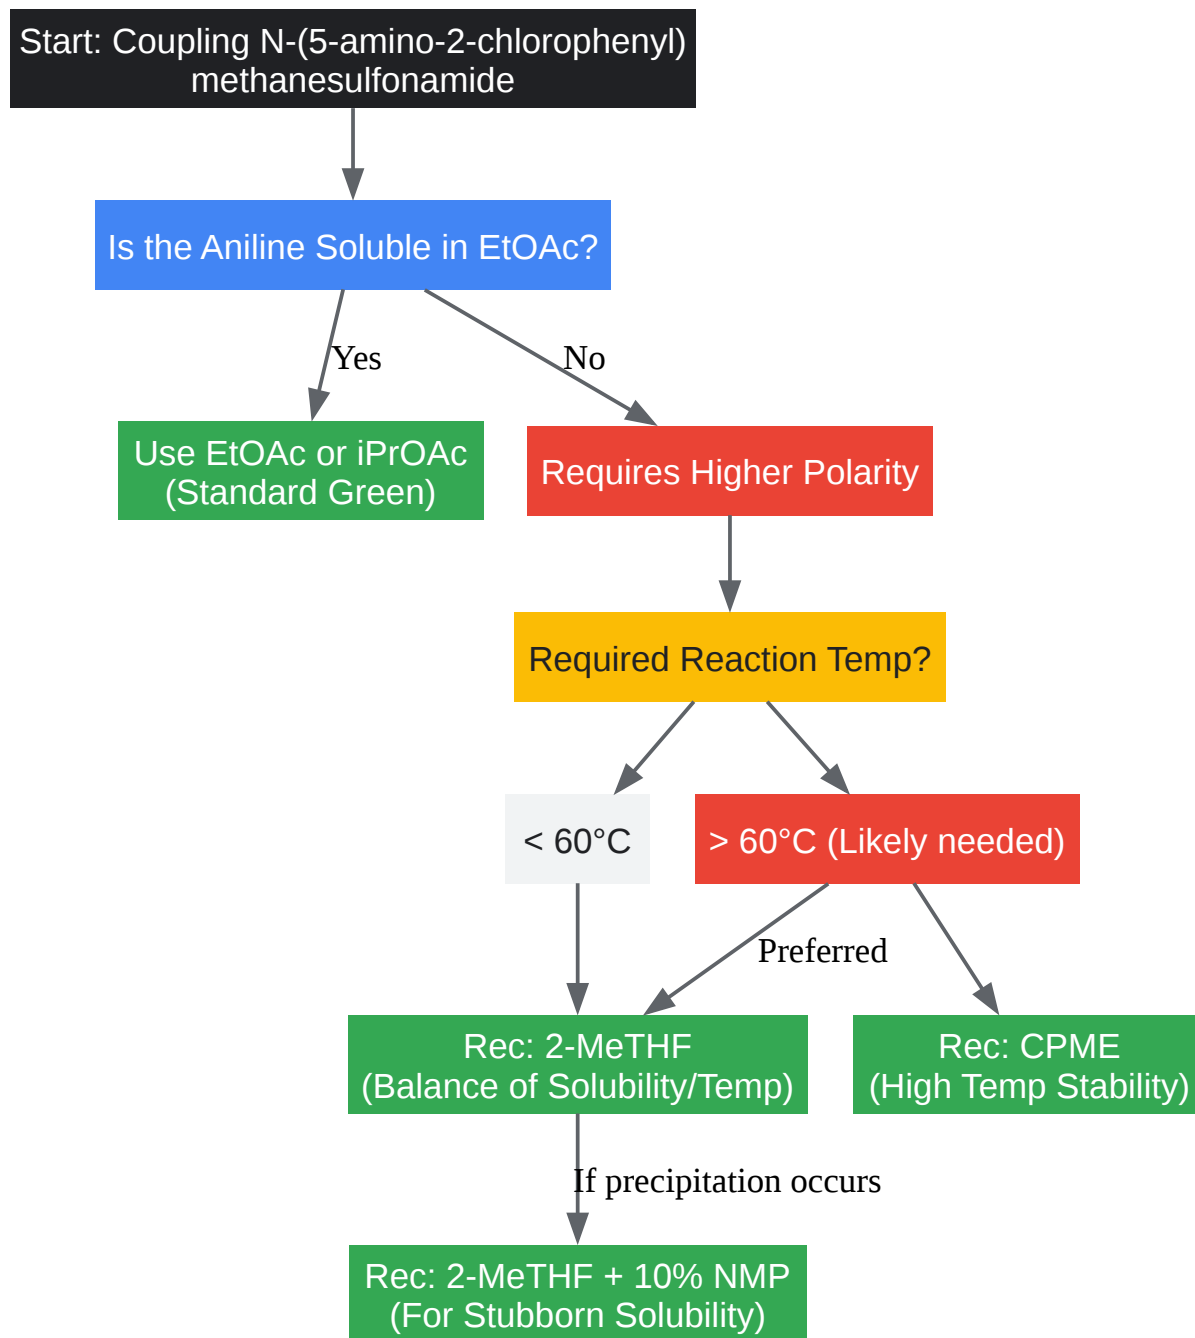 Start: Coupling N-(5-amino-2-chlorophenyl)
methanesulfonamide
Is the Aniline Soluble in EtOAc?
Yes
No
Use EtOAc or iPrOAc
(Standard Green)
Requires Higher Polarity
Required Reaction Temp?
< 60°C
> 60°C (Likely needed)
Preferred
Rec: 2-MeTHF
(Balance of Solubility/Temp)
Rec: CPME
(High Temp Stability)
If precipitation occurs
Rec: 2-MeTHF + 10% NMP
(For Stubborn Solubility)